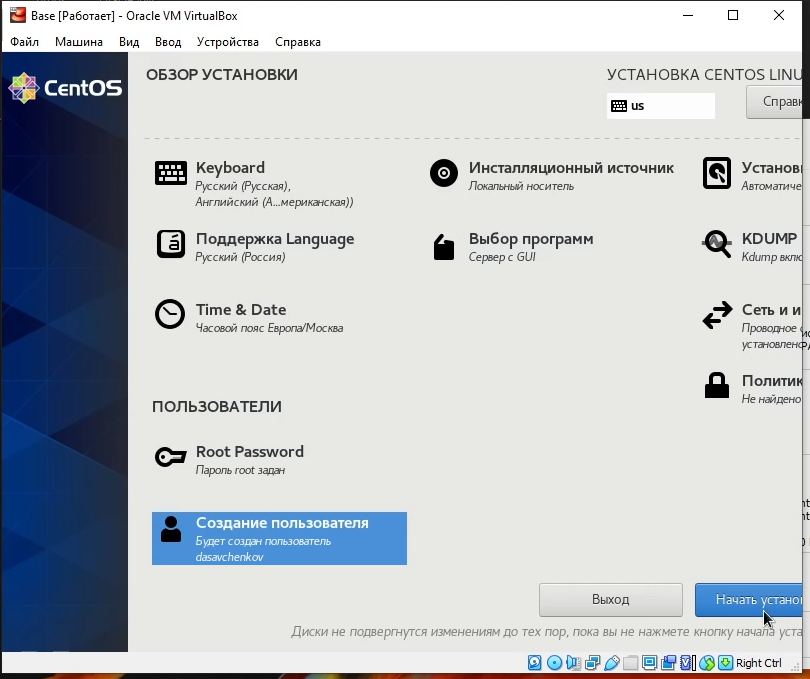 Base [Работает] - Oracle VM VirtualBox
Файл Машина Вид Ввод Устройства Справка
CentOS
ОБЗОР УСТАНОВКИ
УСТАНОВКА CENTOS LINU
us
Справк
Keyboard
Русский (Русская),
Английский (А...мериканская))
Инсталляционный источник
Локальный носитель
Установ
Автоматиче
Поддержка Language
Русский (Россия)
Выбор программ
Сервер с GUI
KDUMP
Kdump вклю
Time & Date
Часовой пояс Европа/Москва
Сеть и и
Проводное с
установлено
Политик
Не найдено
ПОЛЬЗОВАТЕЛИ
Root Password
Пароль root задан
Создание пользователя
Будет создан пользователь
dasavchenkov
Выход
Начать устано
Диски не подвергнутся изменениям до тех пор, пока вы не нажмете кнопку начала уста
Right Ctrl